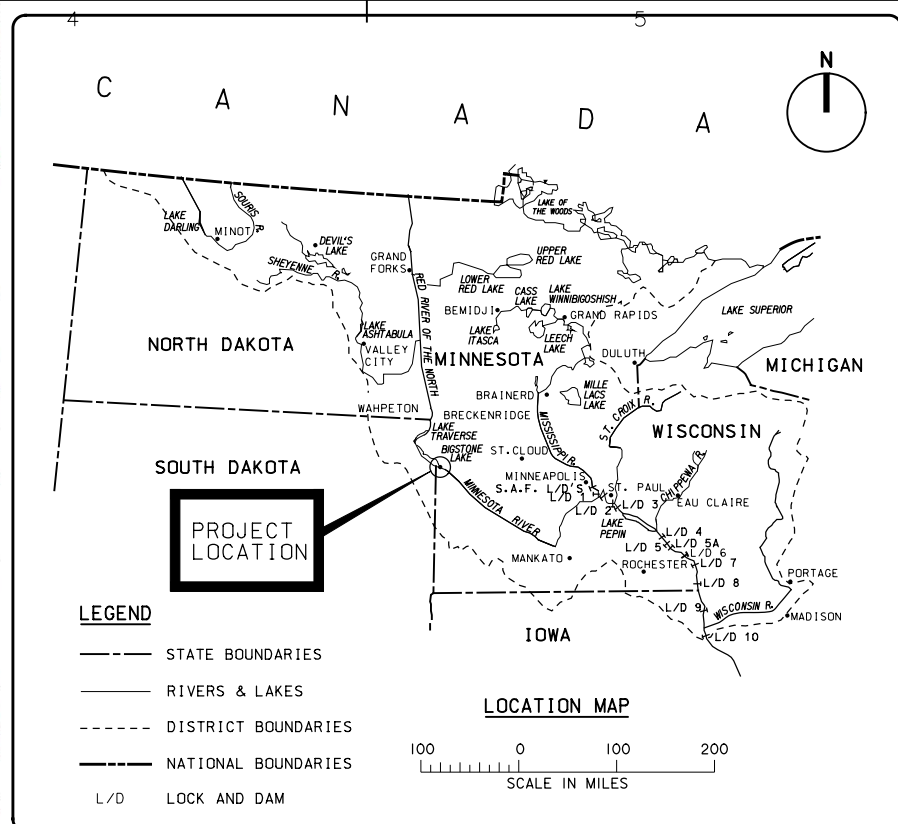 4 5
C A N A D A
N
LAKE OF
THE WOODS
SOURIS
R.
LAKE
DARLING
MINOT
DEVIL'S
LAKE
SHEYENNE R.
GRAND
FORKS
RED RIVER OF THE NORTH
UPPER
RED LAKE
LOWER
RED LAKE
CASS
LAKE
LAKE
WINNIBIGOSHISH
BEMIDJI
GRAND RAPIDS
LAKE
ITASCA
LEECH
LAKE
LAKE SUPERIOR
LAKE
ASHTABULA
VALLEY
CITY
NORTH DAKOTA
MINNESOTA
DULUTH
MICHIGAN
BRAINERD
MILLE
LACS
LAKE
WAHPETON
BRECKENRIDGE
MISSISSIPPI R.
ST. CROIX R.
WISCONSIN
LAKE
TRAVERSE
BIGSTONE
LAKE
ST. CLOUD
CHIPPEWA R.
SOUTH DAKOTA
MINNEAPOLIS
S.A.F. L/D'S
L/D 1
ST. PAUL
EAU CLAIRE
L/D 2
L/D 3
MINNESOTA RIVER
LAKE
PEPIN
PROJECT
LOCATION
L/D 4
L/D 5
L/D 5A
L/D 6
L/D 7
MANKATO
ROCHESTER
L/D 8
PORTAGE
L/D 9
WISCONSIN R.
MADISON
L/D 10
IOWA
LEGEND
STATE BOUNDARIES
RIVERS & LAKES
DISTRICT BOUNDARIES
NATIONAL BOUNDARIES
L/D LOCK AND DAM
LOCATION MAP
100 0 100 200
SCALE IN MILES